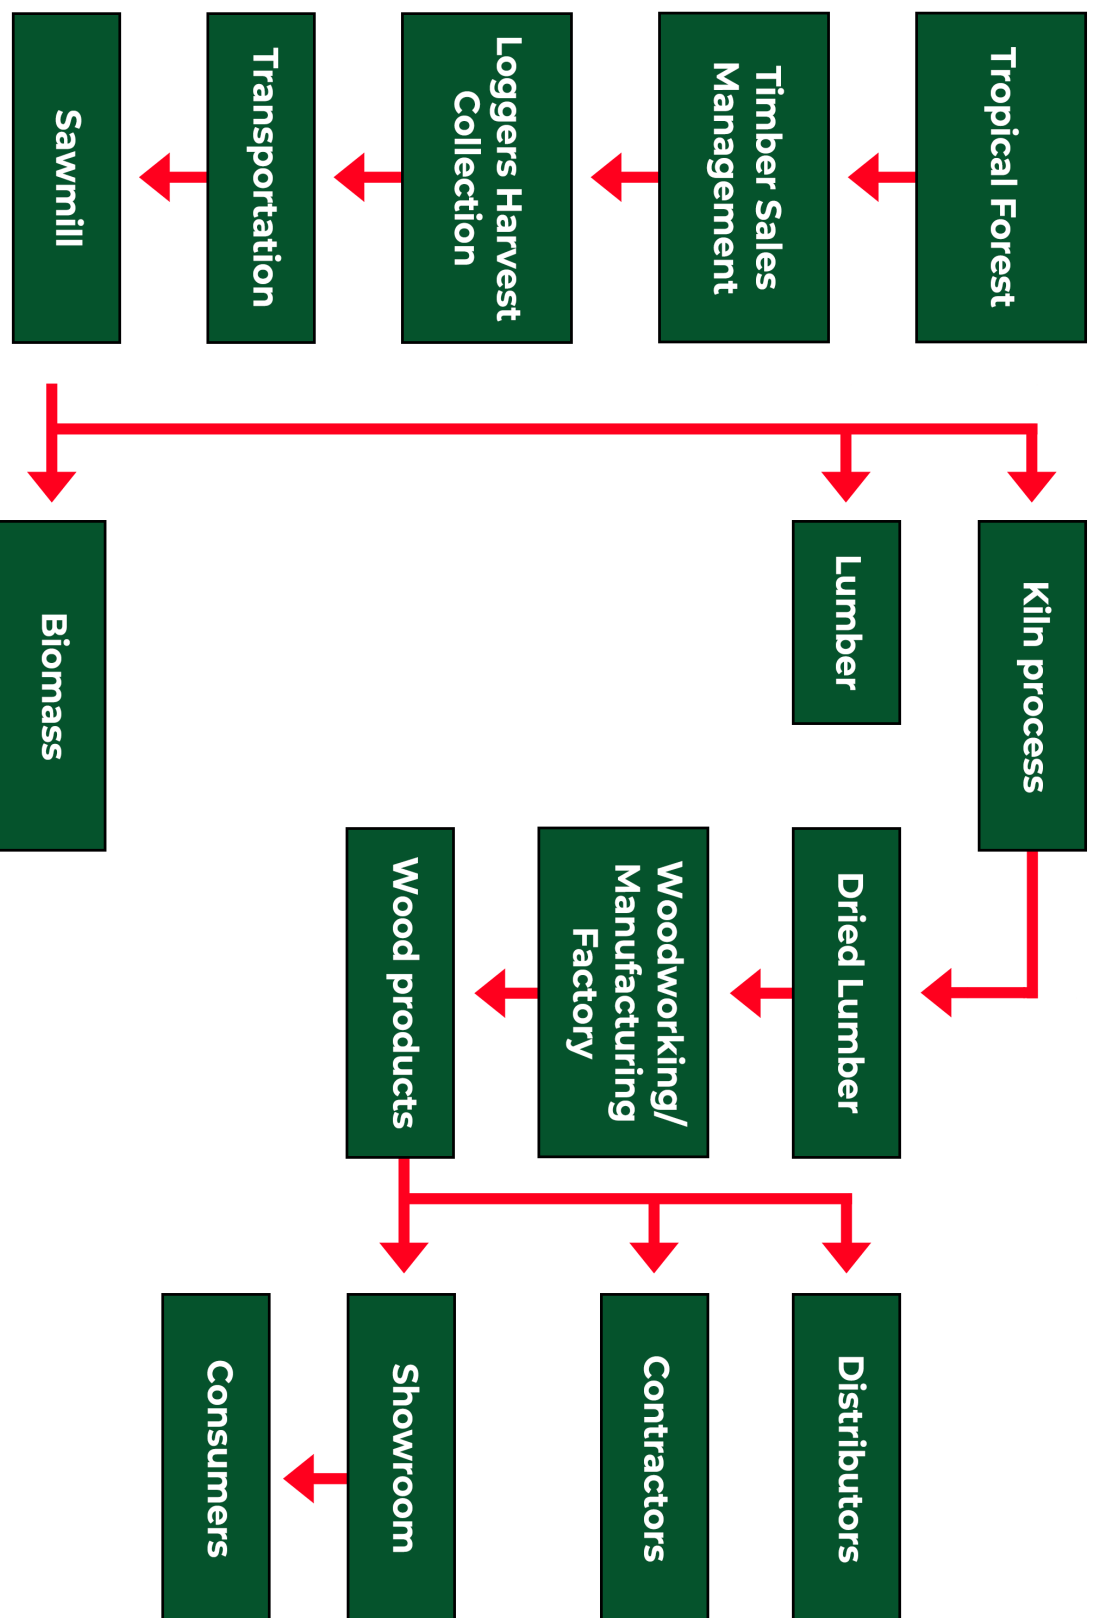 Tropical Forest
Timber Sales
Management
Loggers Harvest
Collection
Transportation
Sawmill
Kiln process
Lumber
Biomass
Dried Lumber
Woodworking/
Manufacturing
Factory
Wood products
Distributors
Contractors
Showroom
Consumers